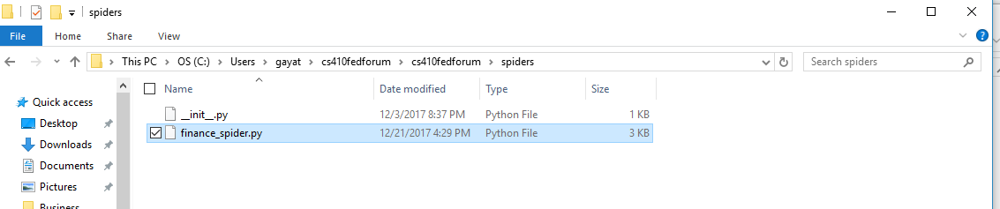 spiders
File Home Share View
This PC OS (C:) Users gayat cs410fedforum cs410fedforum spiders Search spiders
Name Date modified Type Size
Quick access
__init__.py 12/3/2017 8:37 PM Python File 1 KB
Desktop
finance_spider.py 12/21/2017 4:29 PM Python File 3 KB
Downloads
Documents
Pictures
Business